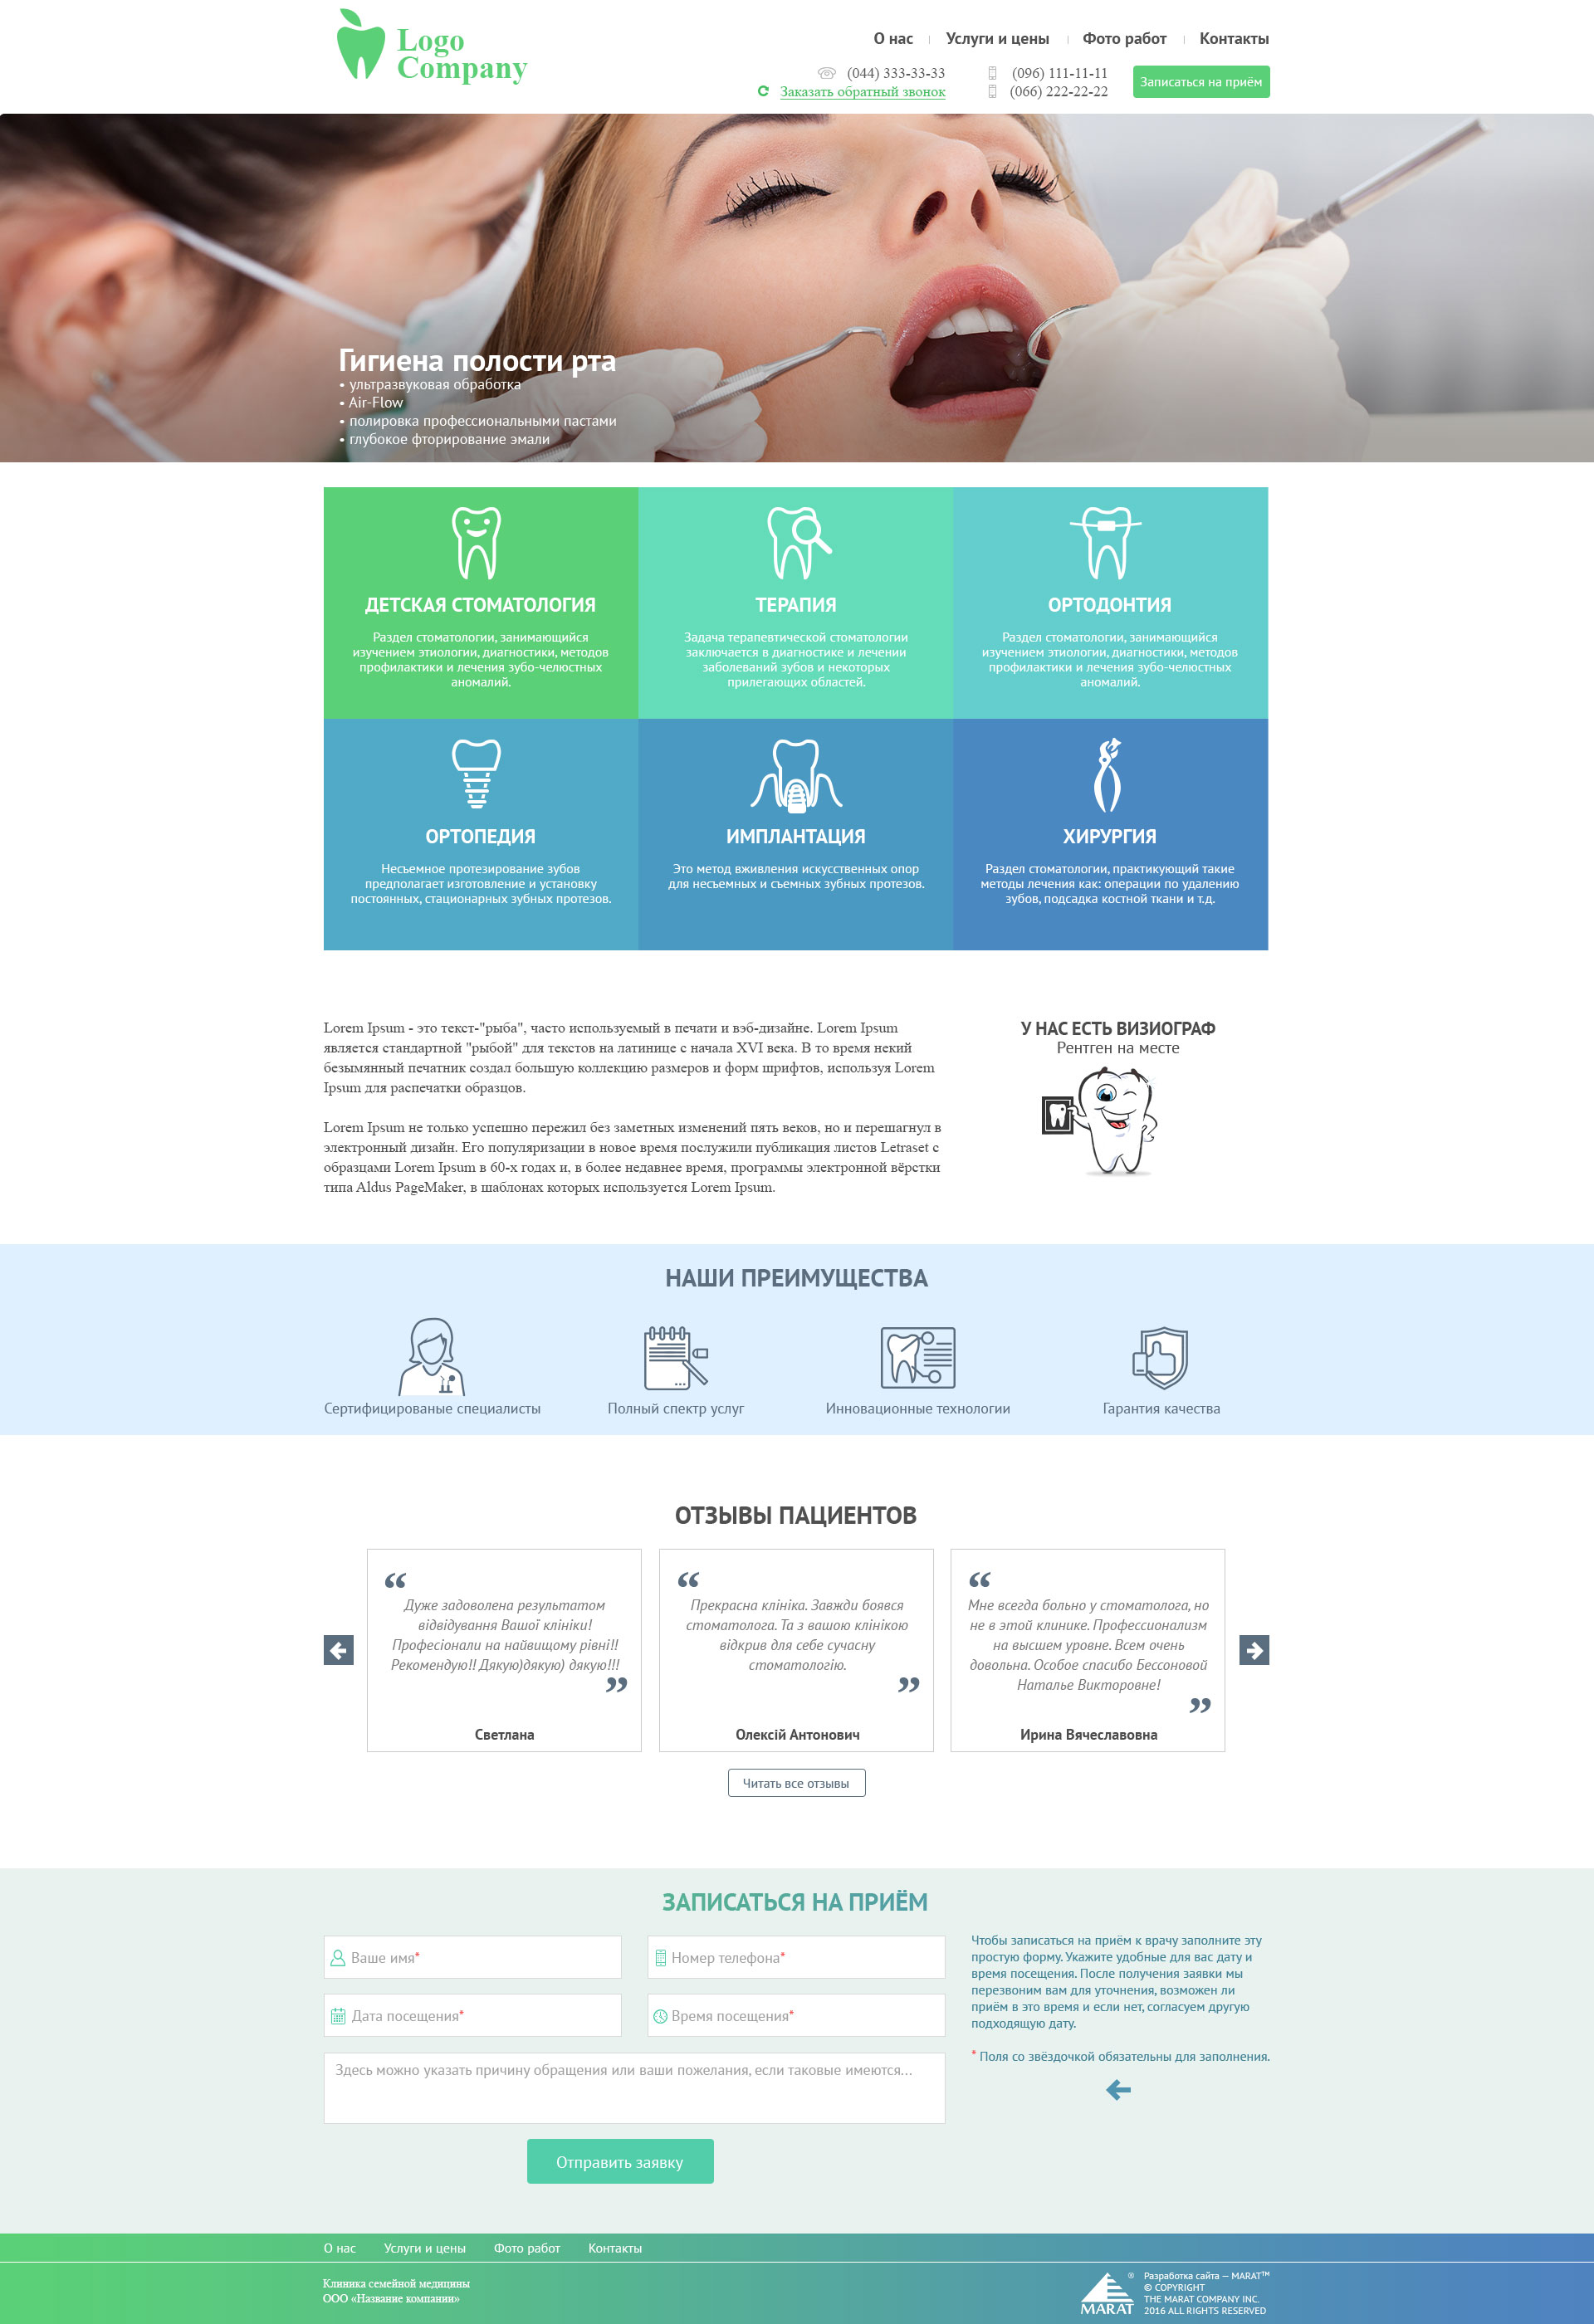 Logo
Company
О нас
Услуги и цены
Фото работ
Контакты
(044) 333-33-33
Заказать обратный звонок
(096) 111-11-11
(066) 222-22-22
Записаться на приём
Гигиена полости рта
• ультразвуковая обработка
• Air-Flow
• полировка профессиональными пастами
• глубокое фторирование эмали
ДЕТСКАЯ СТОМАТОЛОГИЯ
Раздел стоматологии, занимающийся
изучением этиологии, диагностики, методов
профилактики и лечения зубо-челюстных
аномалий.
ТЕРАПИЯ
Задача терапевтической стоматологии
заключается в диагностике и лечении
заболеваний зубов и некоторых
прилегающих областей.
ОРТОДОНТИЯ
Раздел стоматологии, занимающийся
изучением этиологии, диагностики, методов
профилактики и лечения зубо-челюстных
аномалий.
ОРТОПЕДИЯ
Несъемное протезирование зубов
предполагает изготовление и установку
постоянных, стационарных зубных протезов.
ИМПЛАНТАЦИЯ
Это метод вживления искусственных опор
для несъемных и съемных зубных протезов.
ХИРУРГИЯ
Раздел стоматологии, практикующий такие
методы лечения как: операции по удалению
зубов, подсадка костной ткани и т.д.
Lorem Ipsum - это текст-"рыба", часто используемый в печати и вэб-дизайне. Lorem Ipsum
является стандартной "рыбой" для текстов на латинице с начала XVI века. В то время некий
безымянный печатник создал большую коллекцию размеров и форм шрифтов, используя Lorem
Ipsum для распечатки образцов.
Lorem Ipsum не только успешно пережил без заметных изменений пять веков, но и перешагнул в
электронный дизайн. Его популяризации в новое время послужили публикация листов Letraset с
образцами Lorem Ipsum в 60-х годах и, в более недавнее время, программы электронной вёрстки
типа Aldus PageMaker, в шаблонах которых используется Lorem Ipsum.
У НАС ЕСТЬ ВИЗИОГРАФ
Рентген на месте
НАШИ ПРЕИМУЩЕСТВА
Сертифицированые специалисты
Полный спектр услуг
Инновационные технологии
Гарантия качества
ОТЗЫВЫ ПАЦИЕНТОВ
“
Дуже задоволена результатом
відвідування Вашої клініки!
Професіонали на найвищому рівні!!
Рекомендую!! Дякую)дякую) дякую!!!
”
Светлана
“
Прекрасна клініка. Завжди боявся
стоматолога. Та з вашою клінікою
відкрив для себе сучасну
стоматологію.
”
Олексій Антонович
“
Мне всегда больно у стоматолога, но
не в этой клинике. Профессионализм
на высшем уровне. Всем очень
довольна. Особое спасибо Бессоновой
Наталье Викторовне!
”
Ирина Вячеславовна
Читать все отзывы
ЗАПИСАТЬСЯ НА ПРИЁМ
Ваше имя*
Номер телефона*
Дата посещения*
Время посещения*
Здесь можно указать причину обращения или ваши пожелания, если таковые имеются...
Отправить заявку
Чтобы записаться на приём к врачу заполните эту
простую форму. Укажите удобные для вас дату и
время посещения. После получения заявки мы
перезвоним вам для уточнения, возможен ли
приём в это время и если нет, согласуем другую
подходящую дату.
* Поля со звёздочкой обязательны для заполнения.
О нас
Услуги и цены
Фото работ
Контакты
Клиника семейной медицины
ООО «Название компании»
MARAT ®
Разработка сайта — MARAT™
© COPYRIGHT
THE MARAT COMPANY INC.
2016 ALL RIGHTS RESERVED